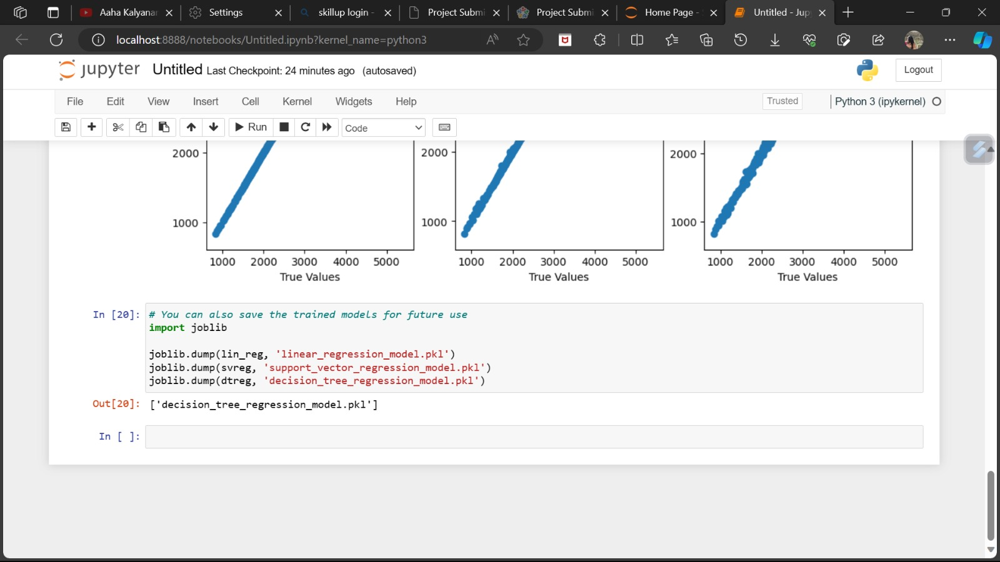 Aaha Kalyanar
Settings
skillup login -
Project Submi
Project Submi
Home Page -
Untitled - Jup
localhost:8888/notebooks/Untitled.ipynb?kernel_name=python3
jupyter Untitled Last Checkpoint: 24 minutes ago (autosaved)
Logout
File Edit View Insert Cell Kernel Widgets Help
Trusted
Python 3 (ipykernel)
Run
Code
2000
1000
1000 2000 3000 4000 5000
True Values
2000
1000
1000 2000 3000 4000 5000
True Values
2000
1000
1000 2000 3000 4000 5000
True Values
In [20]:
# You can also save the trained models for future use
import joblib
joblib.dump(lin_reg, 'linear_regression_model.pkl')
joblib.dump(svreg, 'support_vector_regression_model.pkl')
joblib.dump(dtreg, 'decision_tree_regression_model.pkl')
Out[20]: ['decision_tree_regression_model.pkl']
In [ ]: